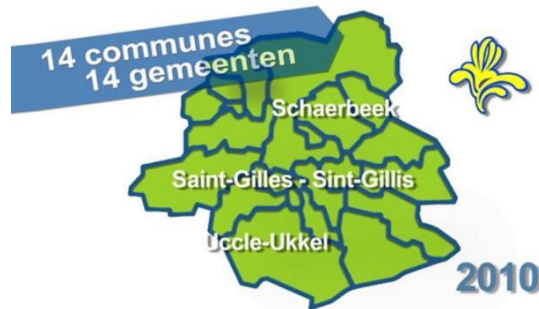 14 communes
14 gemeenten
Schaerbeek
Saint-Gilles - Sint-Gillis
Uccle-Ukkel
2010